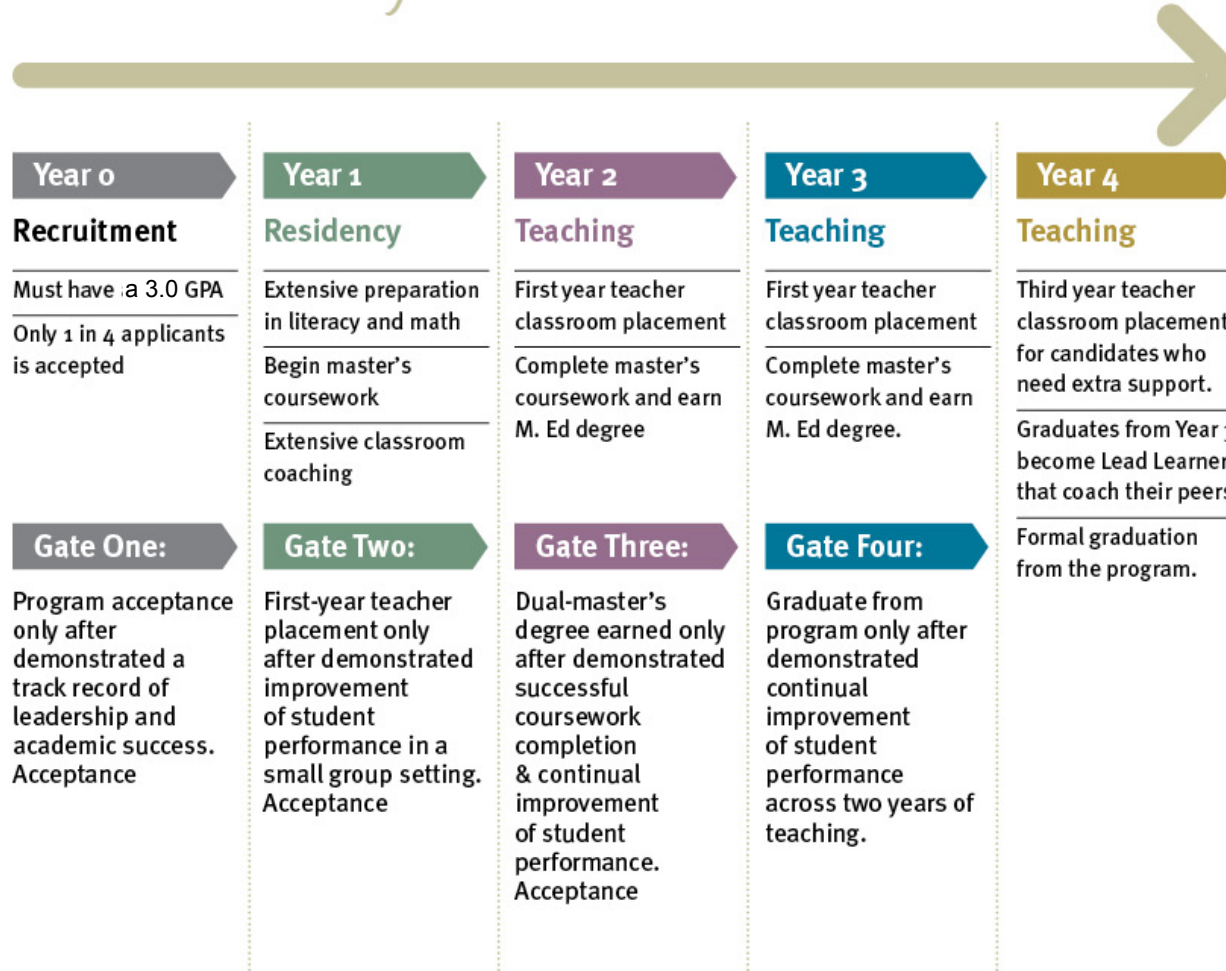 Year 0
Recruitment
Must have a 3.0 GPA
Only 1 in 4 applicants
is accepted
Gate One:
Program acceptance
only after
demonstrated a
track record of
leadership and
academic success.
Acceptance
Year 1
Residency
Extensive preparation
in literacy and math
Begin master's
coursework
Extensive classroom
coaching
Gate Two:
First-year teacher
placement only
after demonstrated
improvement
of student
performance in a
small group setting.
Acceptance
Year 2
Teaching
First year teacher
classroom placement
Complete master's
coursework and earn
M. Ed degree
Gate Three:
Dual-master's
degree earned only
after demonstrated
successful
coursework
completion
& continual
improvement
of student
performance.
Acceptance
Year 3
Teaching
First year teacher
classroom placement
Complete master's
coursework and earn
M. Ed degree.
Gate Four:
Graduate from
program only after
demonstrated
continual
improvement
of student
performance
across two years of
teaching.
Year 4
Teaching
Third year teacher
classroom placement
for candidates who
need extra support.
Graduates from Year
become Lead Learner
that coach their peers
Formal graduation
from the program.